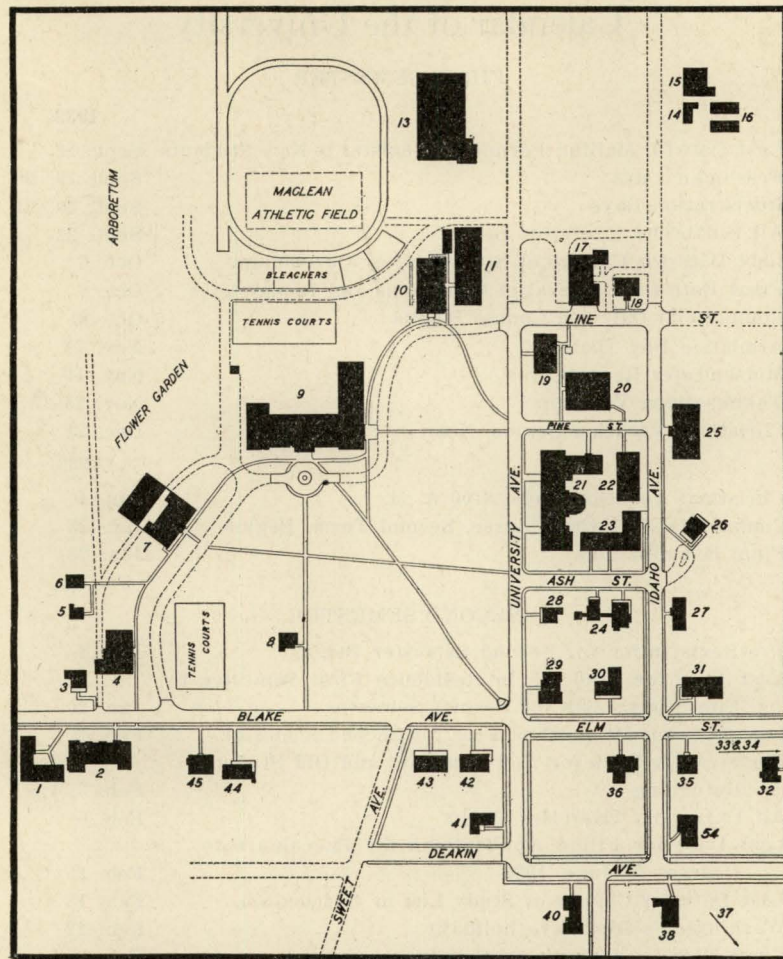 15
14
16
13
ARBORETUM
MACLEAN
ATHLETIC FIELD
BLEACHERS
10
11
17
18
TENNIS COURTS
LINE ST.
19
20
9
FLOWER GARDEN
PINE ST.
25
UNIVERSITY AVE.
IDAHO AVE.
21
22
23
26
7
ASH ST.
6
5
28
24
27
TENNIS COURTS
8
4
3
29
30
31
BLAKE AVE.
ELM ST.
33 & 34
1
2
45
44
43
42
36
35
32
SWEET AVE.
41
54
DEAKIN AVE.
40
38
37